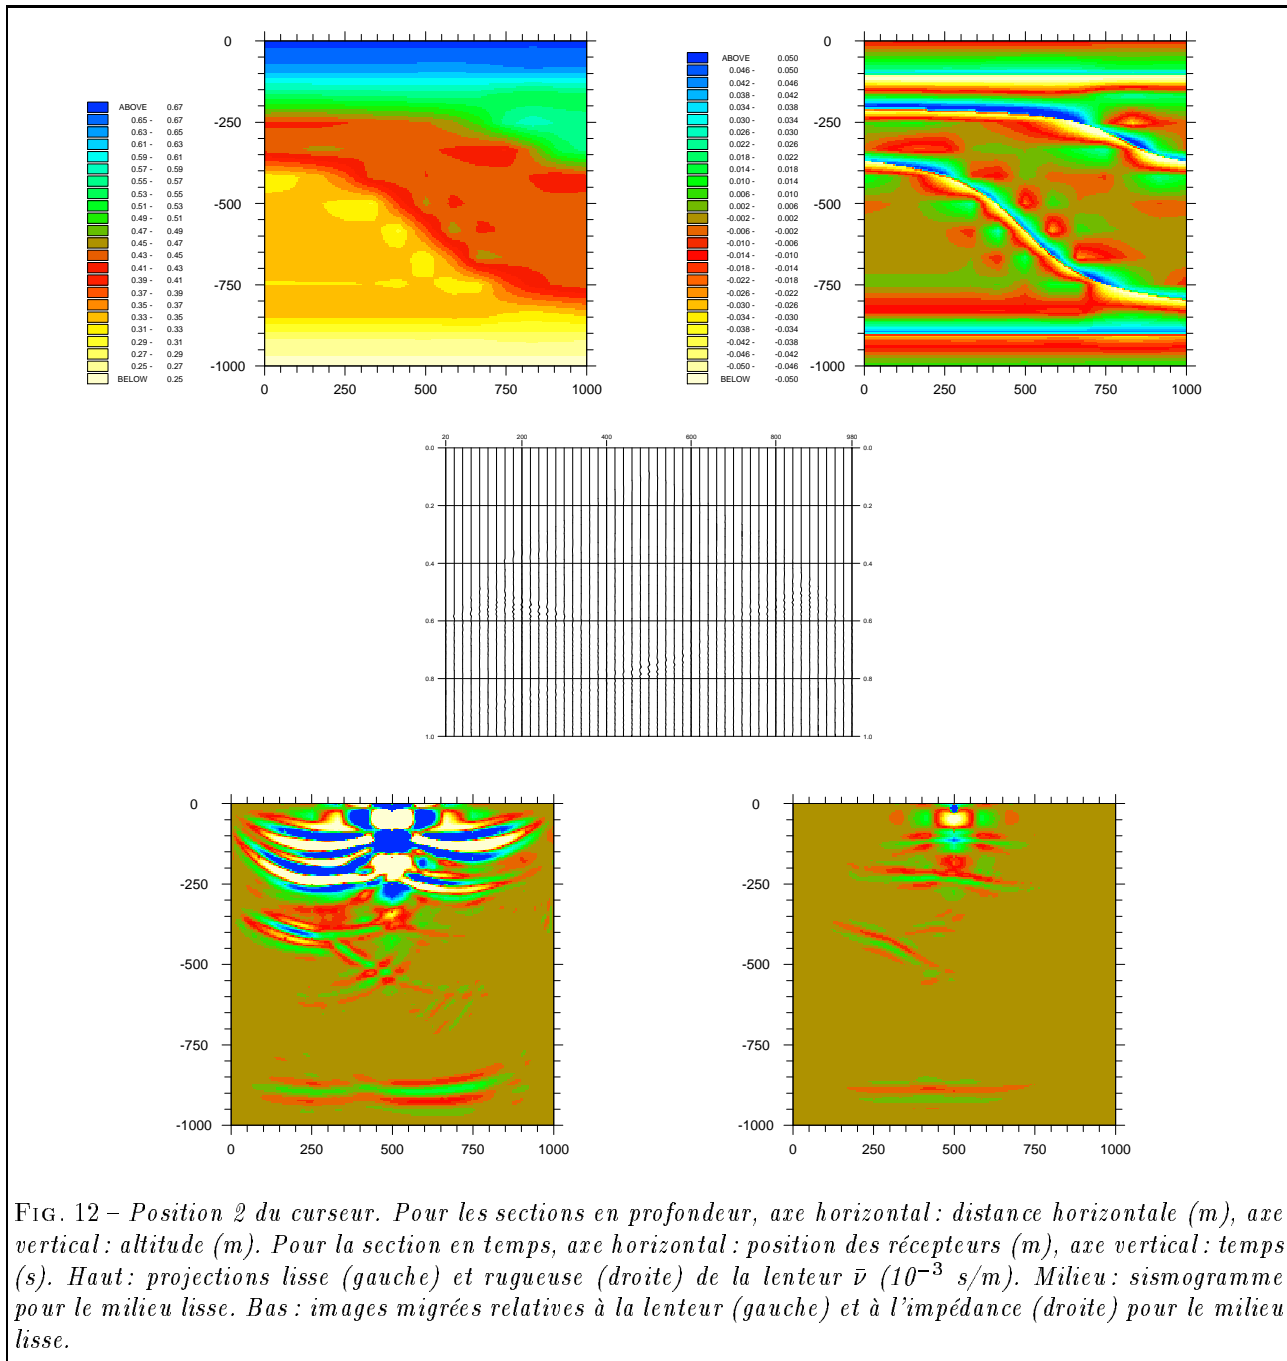 0
-250
-500
-750
-1000
0 250 500 750 1000
ABOVE 0.67
0.65 - 0.67
0.63 - 0.65
0.61 - 0.63
0.59 - 0.61
0.57 - 0.59
0.55 - 0.57
0.53 - 0.55
0.51 - 0.53
0.49 - 0.51
0.47 - 0.49
0.45 - 0.47
0.43 - 0.45
0.41 - 0.43
0.39 - 0.41
0.37 - 0.39
0.35 - 0.37
0.33 - 0.35
0.31 - 0.33
0.29 - 0.31
0.27 - 0.29
0.25 - 0.27
BELOW 0.25
0
-250
-500
-750
-1000
0 250 500 750 1000
ABOVE 0.050
0.046 - 0.050
0.042 - 0.046
0.038 - 0.042
0.034 - 0.038
0.030 - 0.034
0.026 - 0.030
0.022 - 0.026
0.018 - 0.022
0.014 - 0.018
0.010 - 0.014
0.006 - 0.010
0.002 - 0.006
-0.002 - 0.002
-0.006 - -0.002
-0.010 - -0.006
-0.014 - -0.010
-0.018 - -0.014
-0.022 - -0.018
-0.026 - -0.022
-0.030 - -0.026
-0.034 - -0.030
-0.038 - -0.034
-0.042 - -0.038
-0.046 - -0.042
-0.050 - -0.046
BELOW -0.050
20 200 400 600 800 980
0.0 0.0
0.2 0.2
0.4 0.4
0.6 0.6
0.8 0.8
1.0 1.0
0
-250
-500
-750
-1000
0 250 500 750 1000
0
-250
-500
-750
-1000
0 250 500 750 1000
FIG. 12 – Position 2 du curseur. Pour les sections en profondeur, axe horizontal : distance horizontale (m), axe
vertical : altitude (m). Pour la section en temps, axe horizontal : position des récepteurs (m), axe vertical : temps
(s). Haut : projections lisse (gauche) et rugueuse (droite) de la lenteur ν̄ (10⁻³ s/m). Milieu : sismogramme
pour le milieu lisse. Bas : images migrées relatives à la lenteur (gauche) et à l'impédance (droite) pour le milieu
lisse.